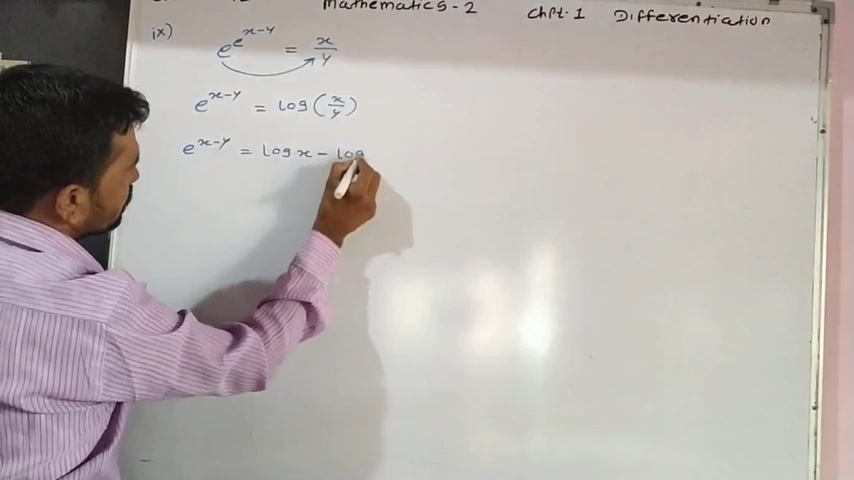 Mathematics-2 Chpt-1 Differentiation
ix) e^{e^{x-y}} = x/y
e^{x-y} = log(x/y)
e^{x-y} = log x - log